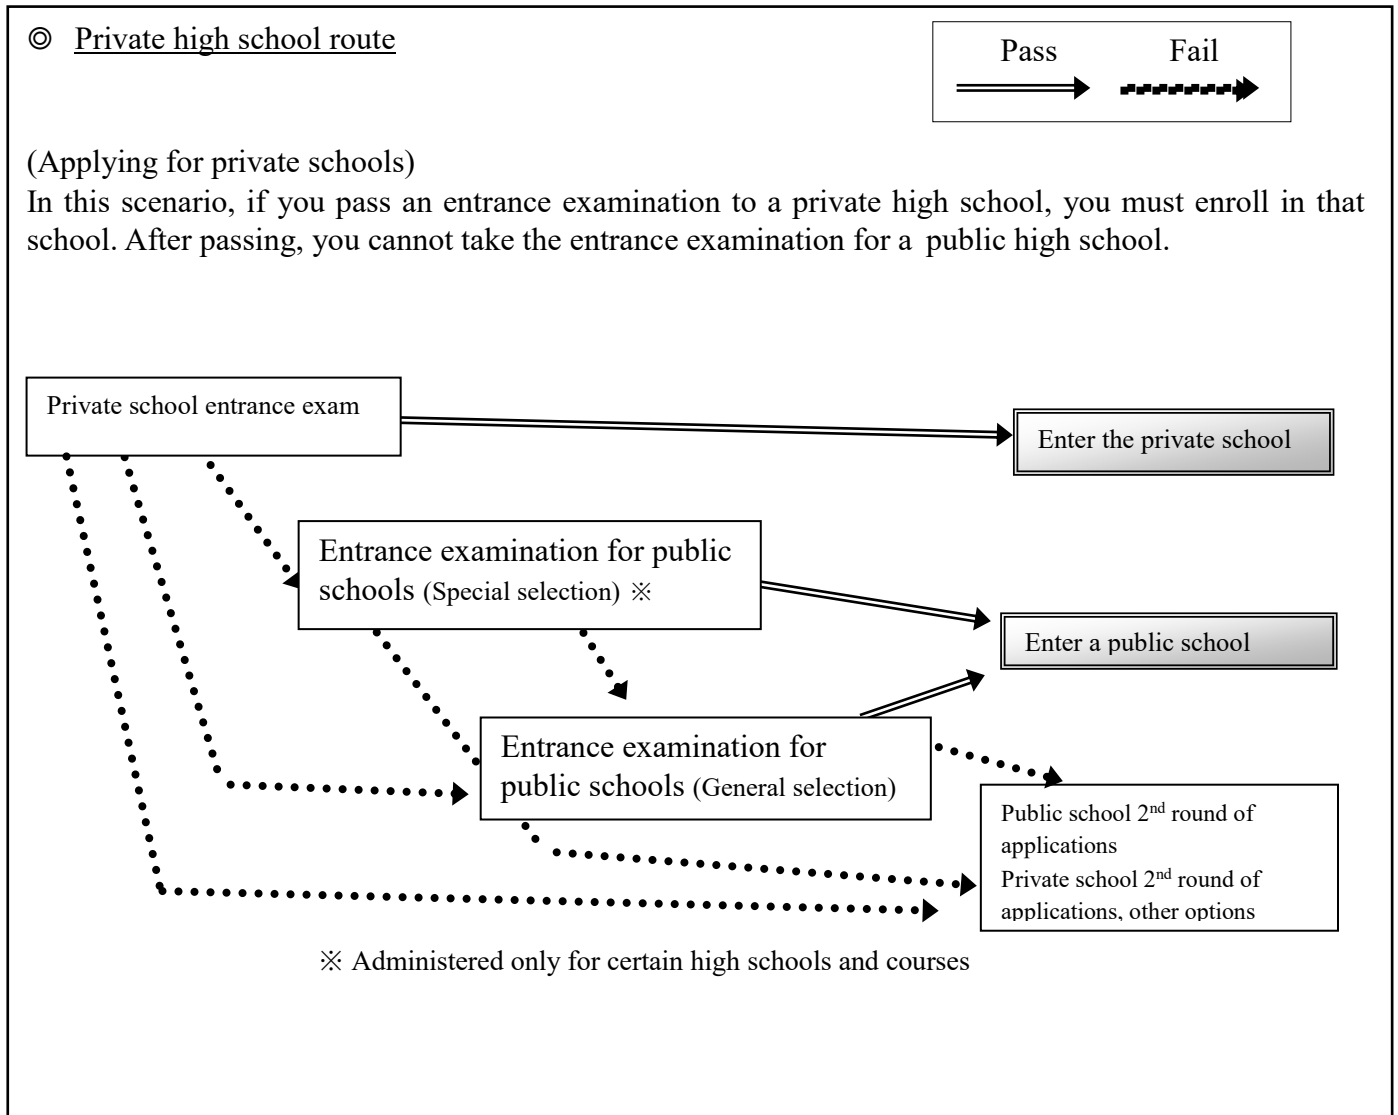 ◎ Private high school route
Pass Fail
(Applying for private schools)
In this scenario, if you pass an entrance examination to a private high school, you must enroll in that
school. After passing, you cannot take the entrance examination for a public high school.
Private school entrance exam
Enter the private school
Entrance examination for public
schools (Special selection) ※
Enter a public school
Entrance examination for
public schools (General selection)
Public school 2nd round of
applications
Private school 2nd round of
applications, other options
※ Administered only for certain high schools and courses